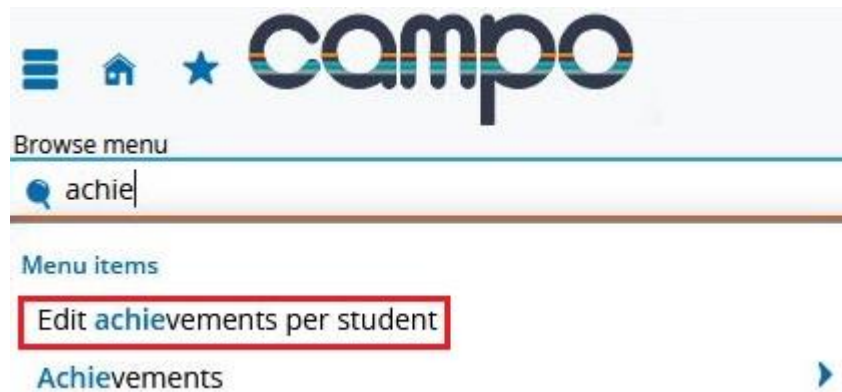 campo
Browse menu
achie
Menu items
Edit achievements per student
Achievements